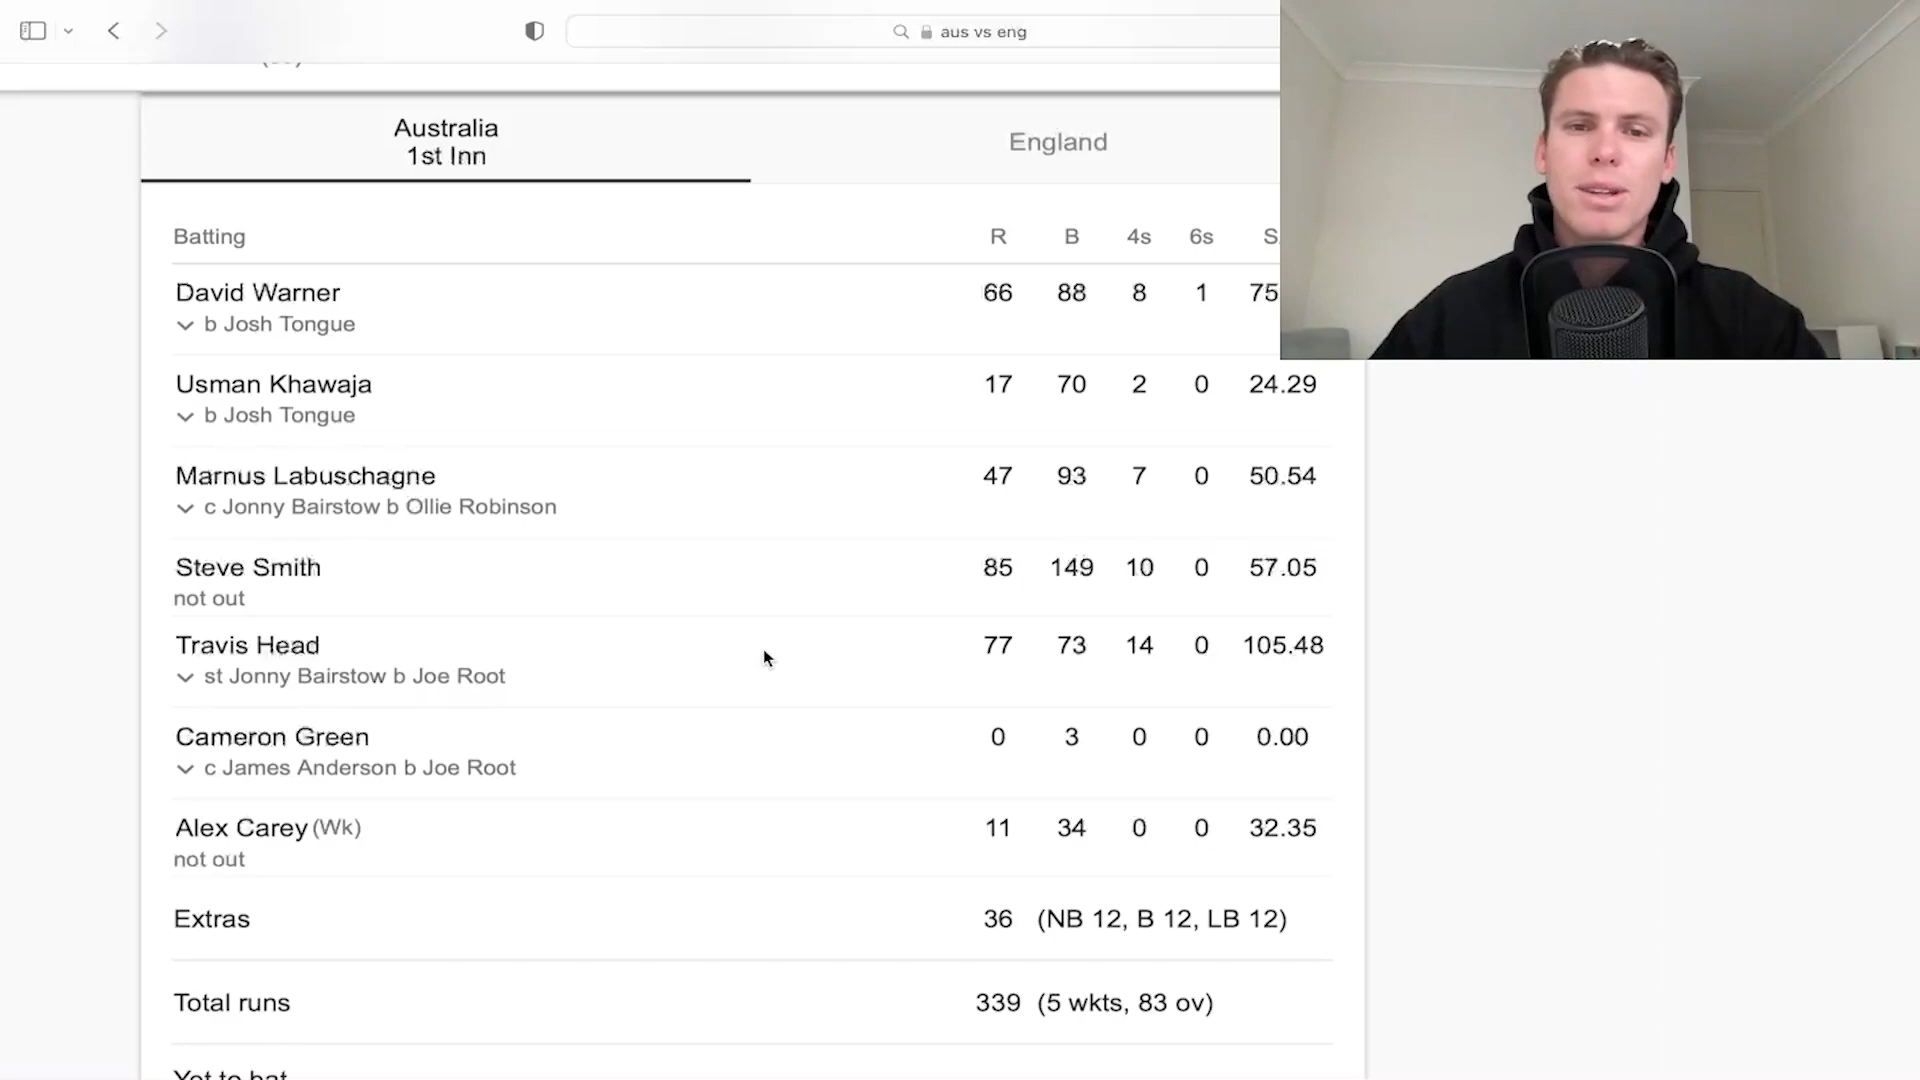 aus vs eng
Australia
1st Inn
England
Batting R B 4s 6s S
David Warner 66 88 8 1 75
b Josh Tongue
Usman Khawaja 17 70 2 0 24.29
b Josh Tongue
Marnus Labuschagne 47 93 7 0 50.54
c Jonny Bairstow b Ollie Robinson
Steve Smith 85 149 10 0 57.05
not out
Travis Head 77 73 14 0 105.48
st Jonny Bairstow b Joe Root
Cameron Green 0 3 0 0 0.00
c James Anderson b Joe Root
Alex Carey (Wk) 11 34 0 0 32.35
not out
Extras 36 (NB 12, B 12, LB 12)
Total runs 339 (5 wkts, 83 ov)
Yet to bat